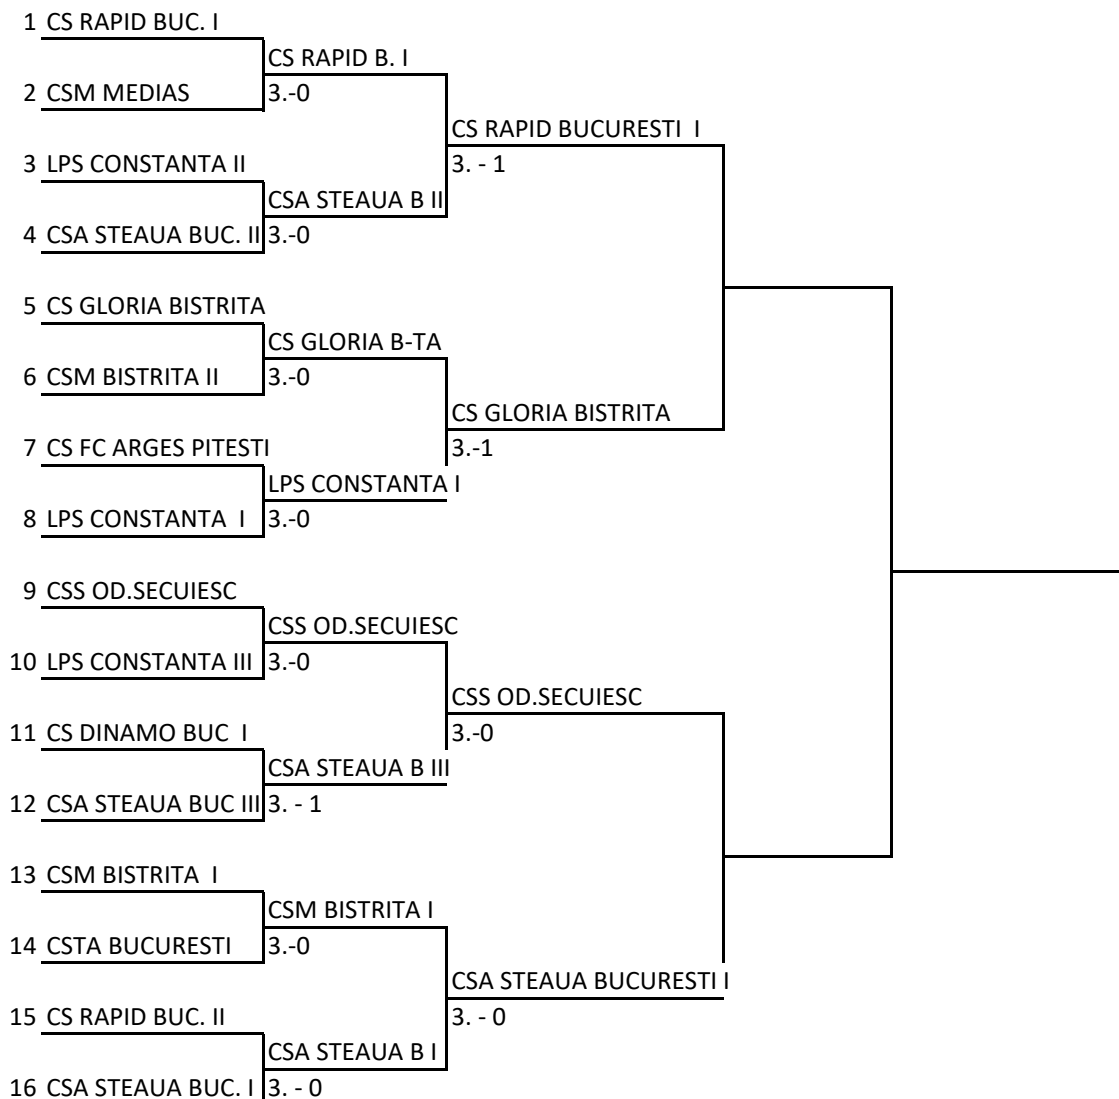 1 CS RAPID BUC. I
CS RAPID B. I
2 CSM MEDIAS
3.-0
CS RAPID BUCURESTI I
3 LPS CONSTANTA II
3. - 1
CSA STEAUA B II
4 CSA STEAUA BUC. II
3.-0
5 CS GLORIA BISTRITA
CS GLORIA B-TA
6 CSM BISTRITA II
3.-0
CS GLORIA BISTRITA
7 CS FC ARGES PITESTI
3.-1
LPS CONSTANTA I
8 LPS CONSTANTA I
3.-0
9 CSS OD.SECUIESC
CSS OD.SECUIESC
10 LPS CONSTANTA III
3.-0
CSS OD.SECUIESC
11 CS DINAMO BUC I
3.-0
CSA STEAUA B III
12 CSA STEAUA BUC III
3. - 1
13 CSM BISTRITA I
CSM BISTRITA I
14 CSTA BUCURESTI
3.-0
CSA STEAUA BUCURESTI I
15 CS RAPID BUC. II
3. - 0
CSA STEAUA B I
16 CSA STEAUA BUC. I
3. - 0